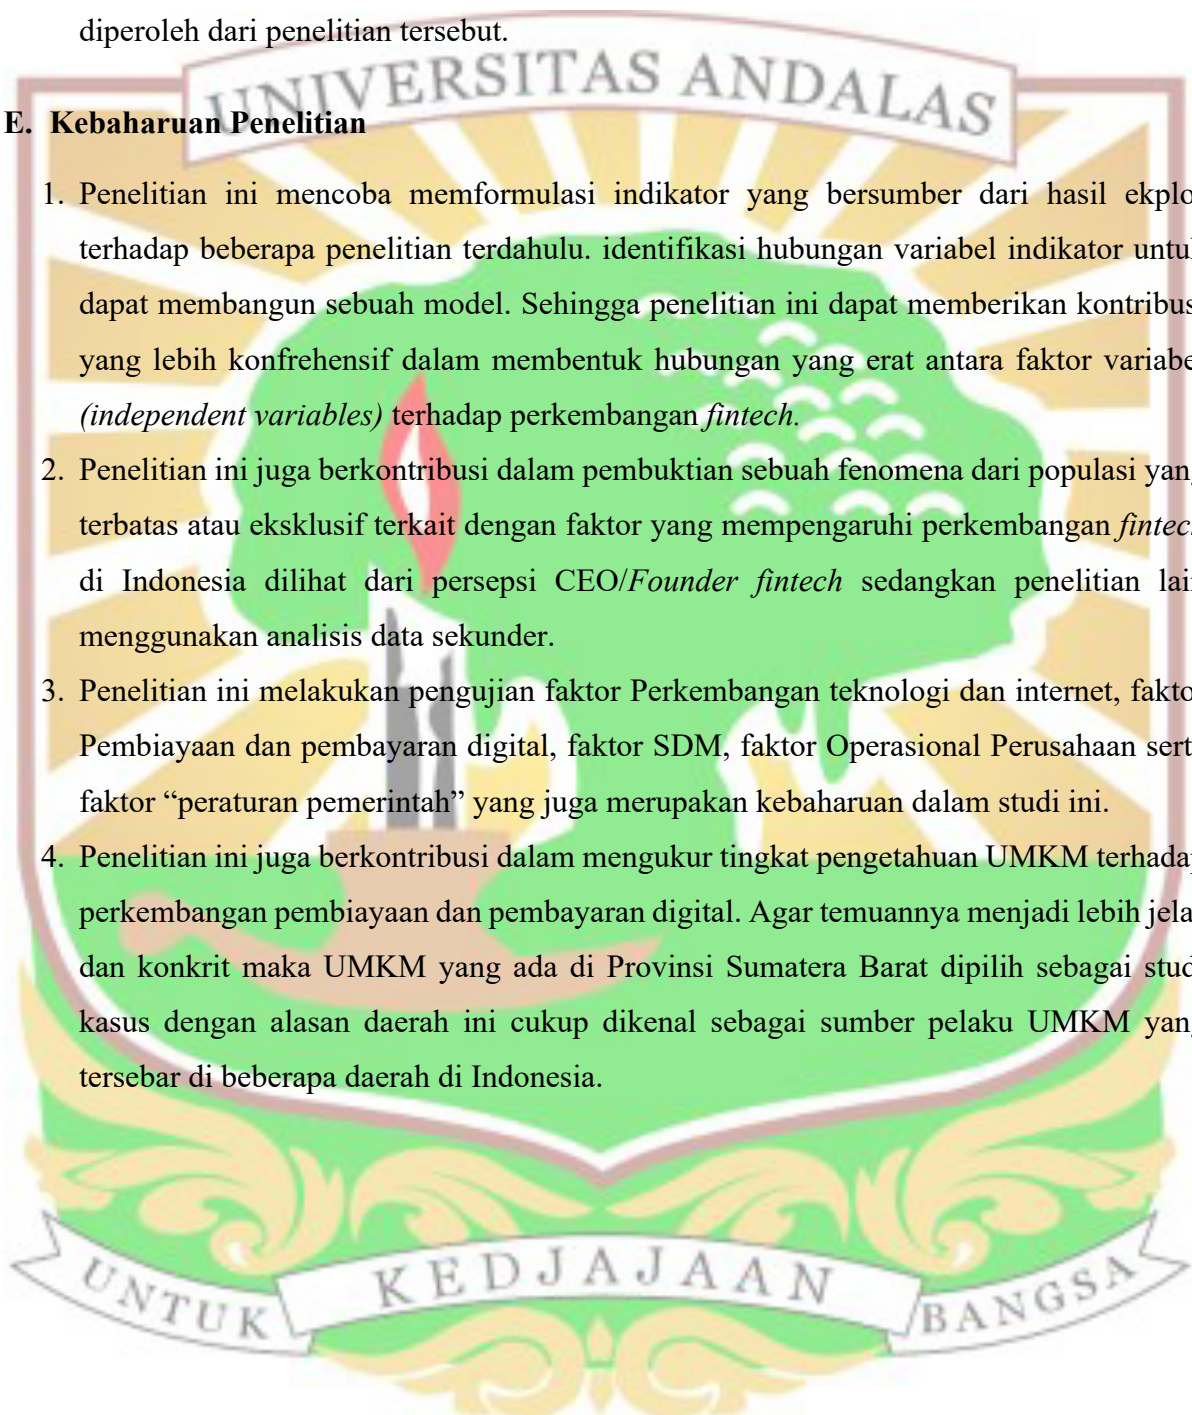 diperoleh dari penelitian tersebut.
UNIVERSITAS ANDALAS
E. Kebaharuan Penelitian
1. Penelitian ini mencoba memformulasi indikator yang bersumber dari hasil ekplo
terhadap beberapa penelitian terdahulu. identifikasi hubungan variabel indikator untu
dapat membangun sebuah model. Sehingga penelitian ini dapat memberikan kontribus
yang lebih konfrehensif dalam membentuk hubungan yang erat antara faktor variabe
(independent variables) terhadap perkembangan fintech.
2. Penelitian ini juga berkontribusi dalam pembuktian sebuah fenomena dari populasi yang
terbatas atau eksklusif terkait dengan faktor yang mempengaruhi perkembangan fintech
di Indonesia dilihat dari persepsi CEO/Founder fintech sedangkan penelitian lain
menggunakan analisis data sekunder.
3. Penelitian ini melakukan pengujian faktor Perkembangan teknologi dan internet, fakto
Pembiayaan dan pembayaran digital, faktor SDM, faktor Operasional Perusahaan sert
faktor “peraturan pemerintah” yang juga merupakan kebaharuan dalam studi ini.
4. Penelitian ini juga berkontribusi dalam mengukur tingkat pengetahuan UMKM terhadap
perkembangan pembiayaan dan pembayaran digital. Agar temuannya menjadi lebih jela
dan konkrit maka UMKM yang ada di Provinsi Sumatera Barat dipilih sebagai stud
kasus dengan alasan daerah ini cukup dikenal sebagai sumber pelaku UMKM yang
tersebar di beberapa daerah di Indonesia.
UNTUK KEDJAJAAN BANGSA